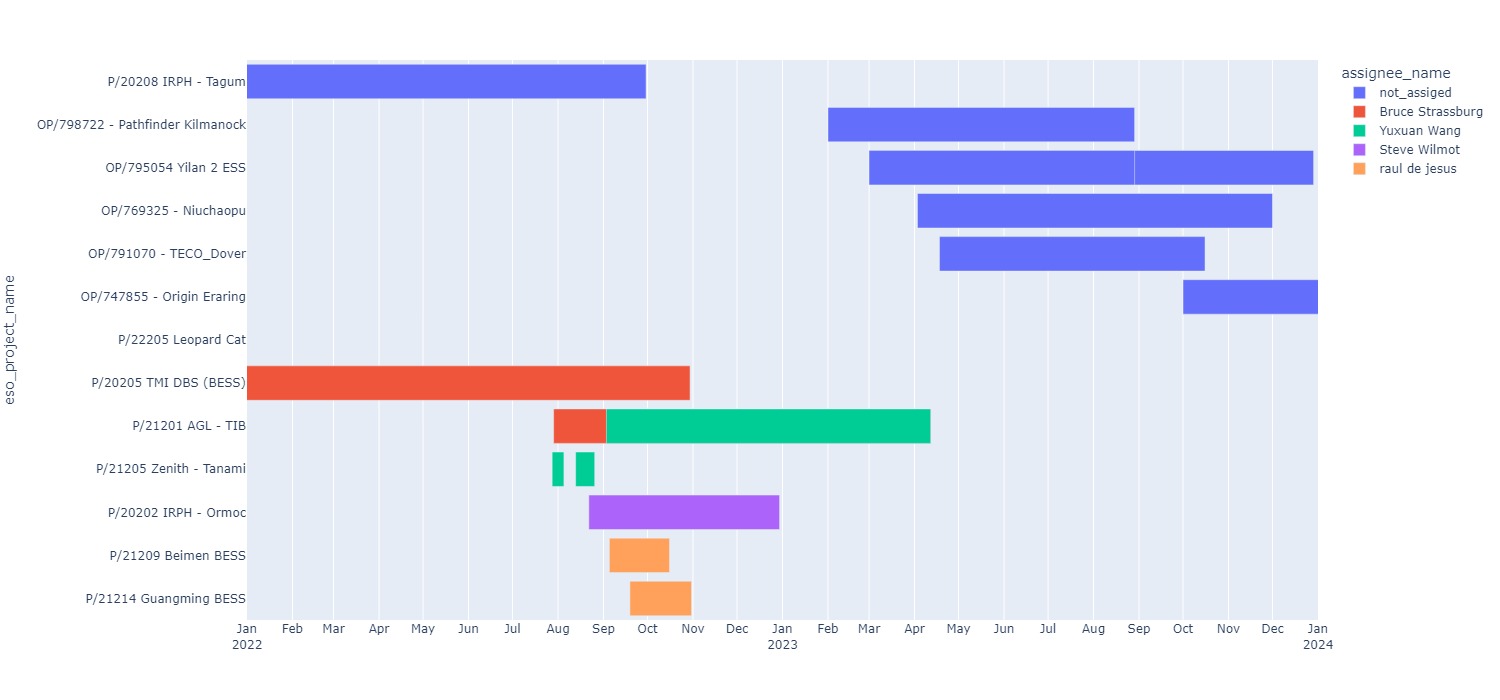 assignee_name
not_assiged
Bruce Strassburg
Yuxuan Wang
Steve Wilmot
raul de jesus
eso_project_name
P/20208 IRPH - Tagum
OP/798722 - Pathfinder Kilmanock
OP/795054 Yilan 2 ESS
OP/769325 - Niuchaopu
OP/791070 - TECO_Dover
OP/747855 - Origin Eraring
P/22205 Leopard Cat
P/20205 TMI DBS (BESS)
P/21201 AGL - TIB
P/21205 Zenith - Tanami
P/20202 IRPH - Ormoc
P/21209 Beimen BESS
P/21214 Guangming BESS
Jan Feb Mar Apr May Jun Jul Aug Sep Oct Nov Dec Jan Feb Mar Apr May Jun Jul Aug Sep Oct Nov Dec Jan
2022 2023 2024